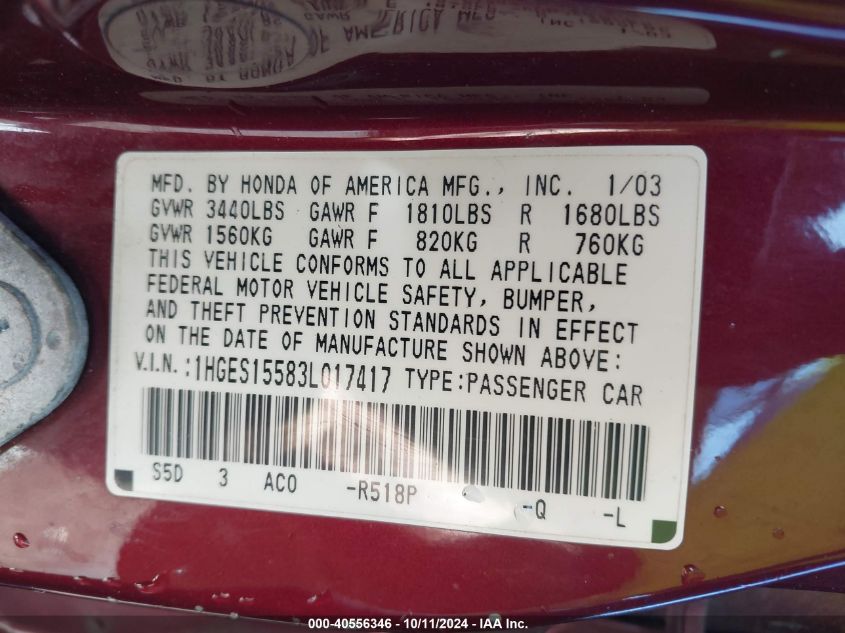 MFD. BY HONDA OF AMERICA MFG., INC. 1/03
GVWR 3440LBS GAWR F 1810LBS R 1680LBS
GVWR 1560KG GAWR F 820KG R 760KG
THIS VEHICLE CONFORMS TO ALL APPLICABLE
FEDERAL MOTOR VEHICLE SAFETY, BUMPER,
AND THEFT PREVENTION STANDARDS IN EFFECT
ON THE DATE OF MANUFACTURE SHOWN ABOVE:
V.I.N.:1HGES15583L017417 TYPE:PASSENGER CAR
S5D 3 AC0 -R518P -Q -L
000-40556346 - 10/11/2024 - IAA Inc.